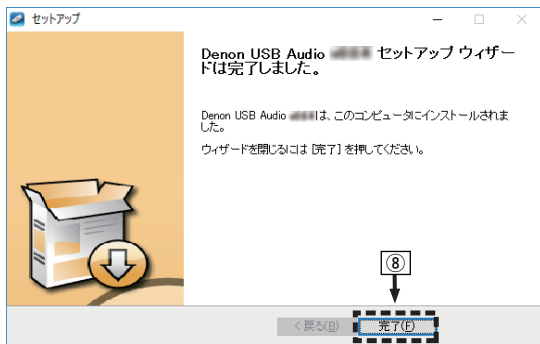 セットアップ
Denon USB Audio セットアップ ウィザー
ドは完了しました。
Denon USB Audio は、このコンピュータにインストールされま
した。
ウィザードを閉じるには [完了] を押してください。
⑧
< 戻る(B)
完了(F)